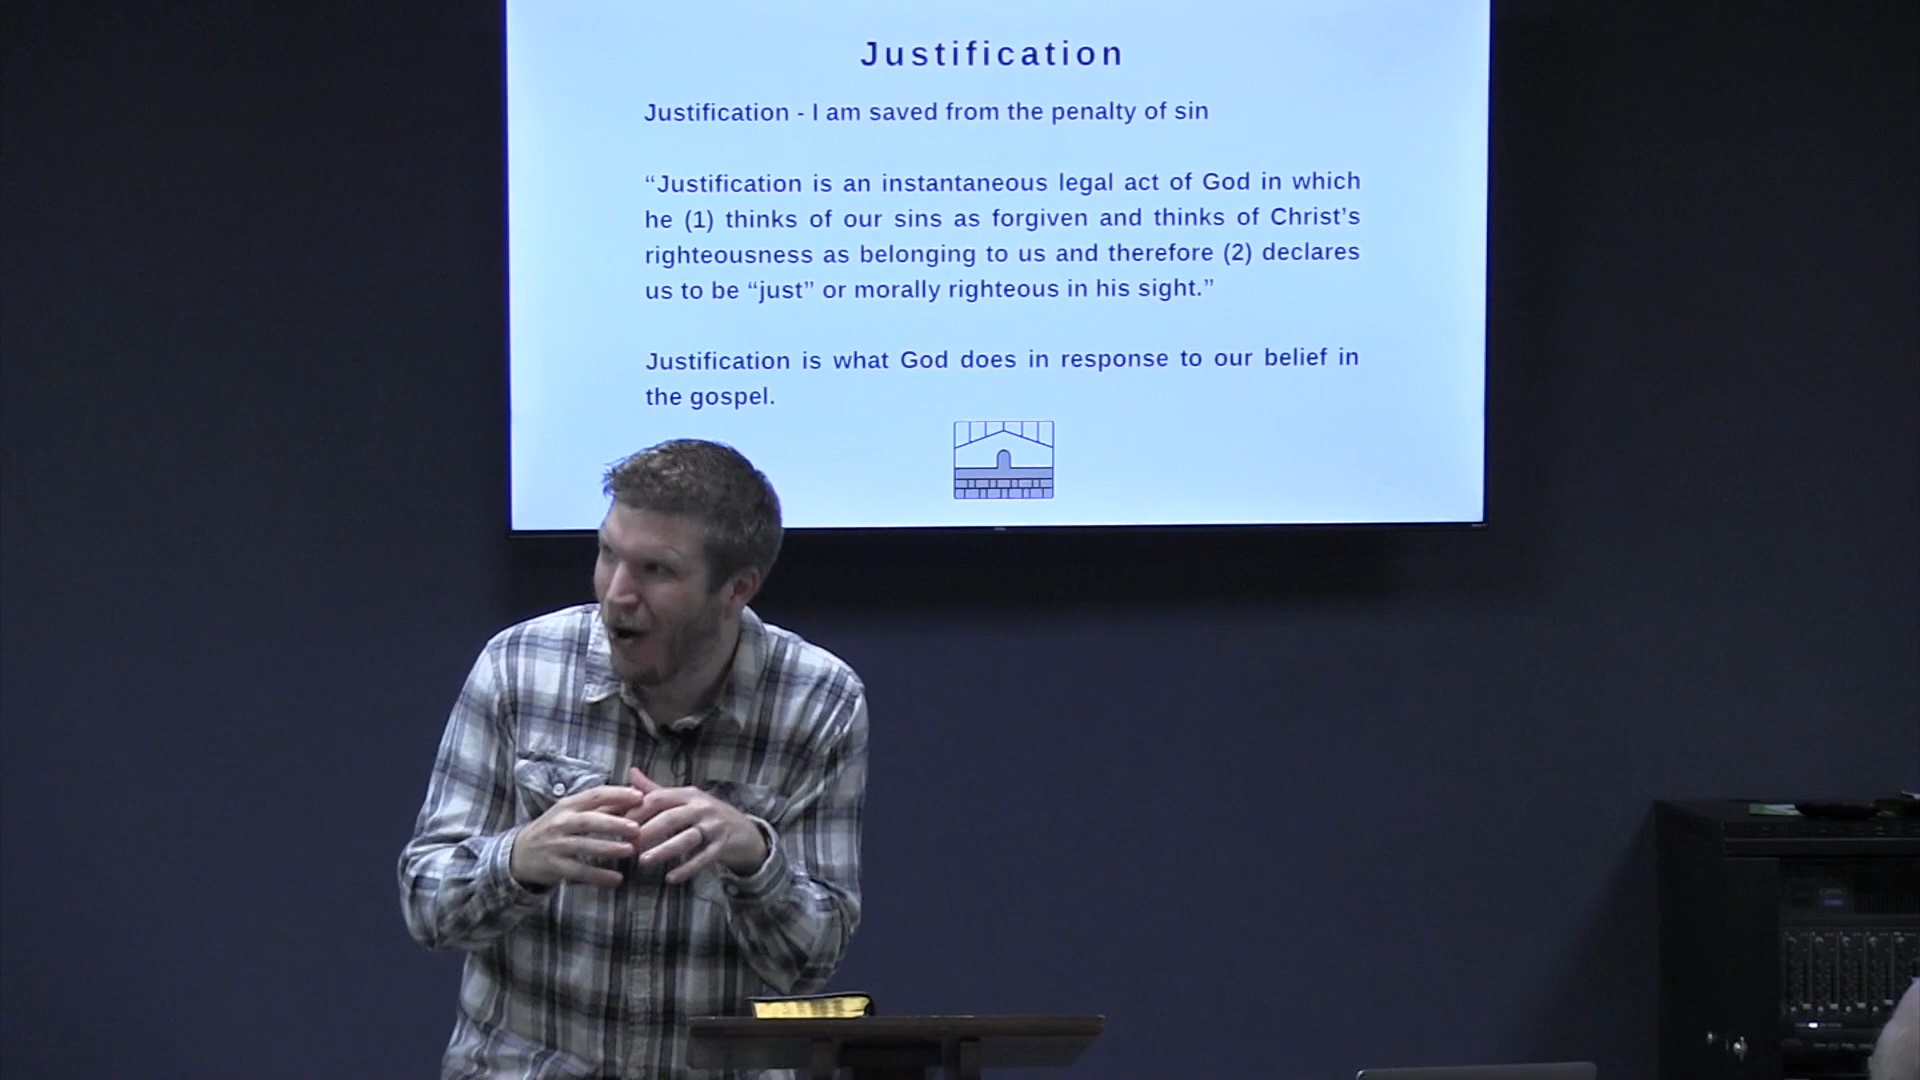 Justification
Justification - I am saved from the penalty of sin
“Justification is an instantaneous legal act of God in which
he (1) thinks of our sins as forgiven and thinks of Christ’s
righteousness as belonging to us and therefore (2) declares
us to be “just” or morally righteous in his sight.”
Justification is what God does in response to our belief in
the gospel.